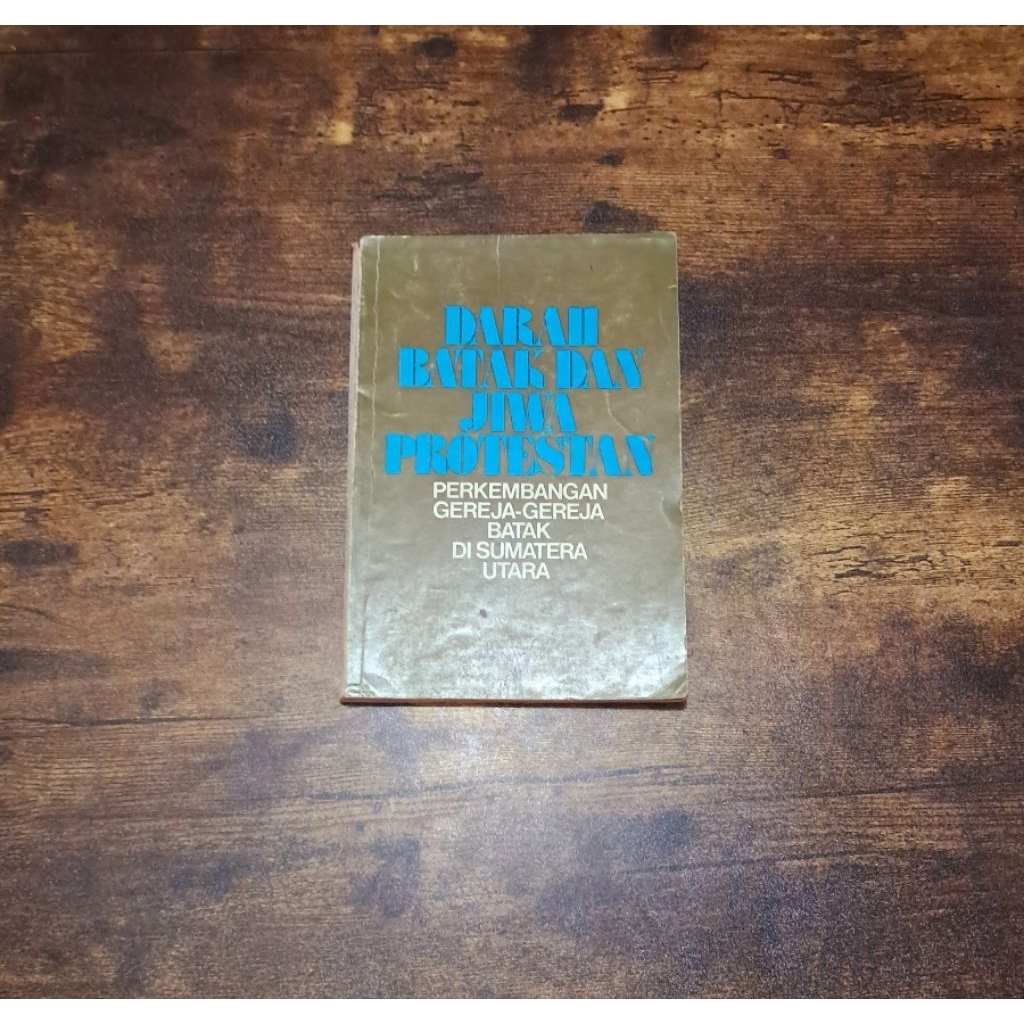 DARAH
BATAK DAN
JIWA
PROTESTAN
PERKEMBANGAN
GEREJA-GEREJA
BATAK
DI SUMATERA
UTARA